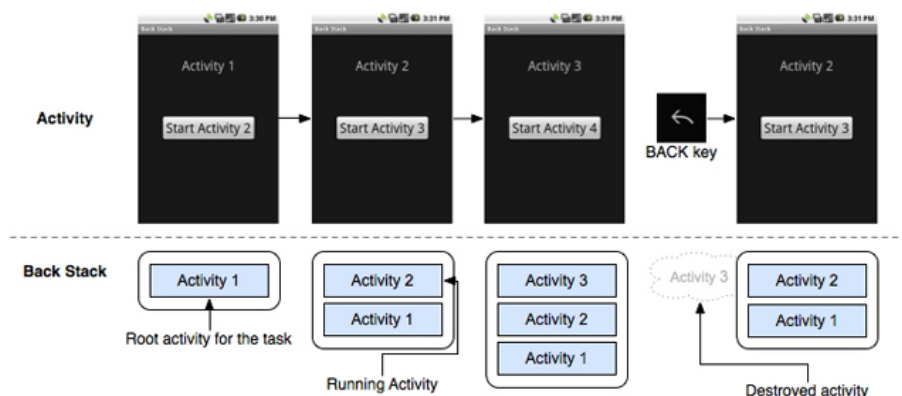 3:30 PM
Back Stack
Activity 1
Start Activity 2
3:31 PM
Back Stack
Activity 2
Start Activity 3
3:31 PM
Back Stack
Activity 3
Start Activity 4
3:31 PM
Back Stack
Activity 2
Start Activity 3
Activity
BACK key
Back Stack
Activity 1
Root activity for the task
Activity 2
Activity 1
Running Activity
Activity 3
Activity 2
Activity 1
Activity 3
Activity 2
Activity 1
Destroyed activity